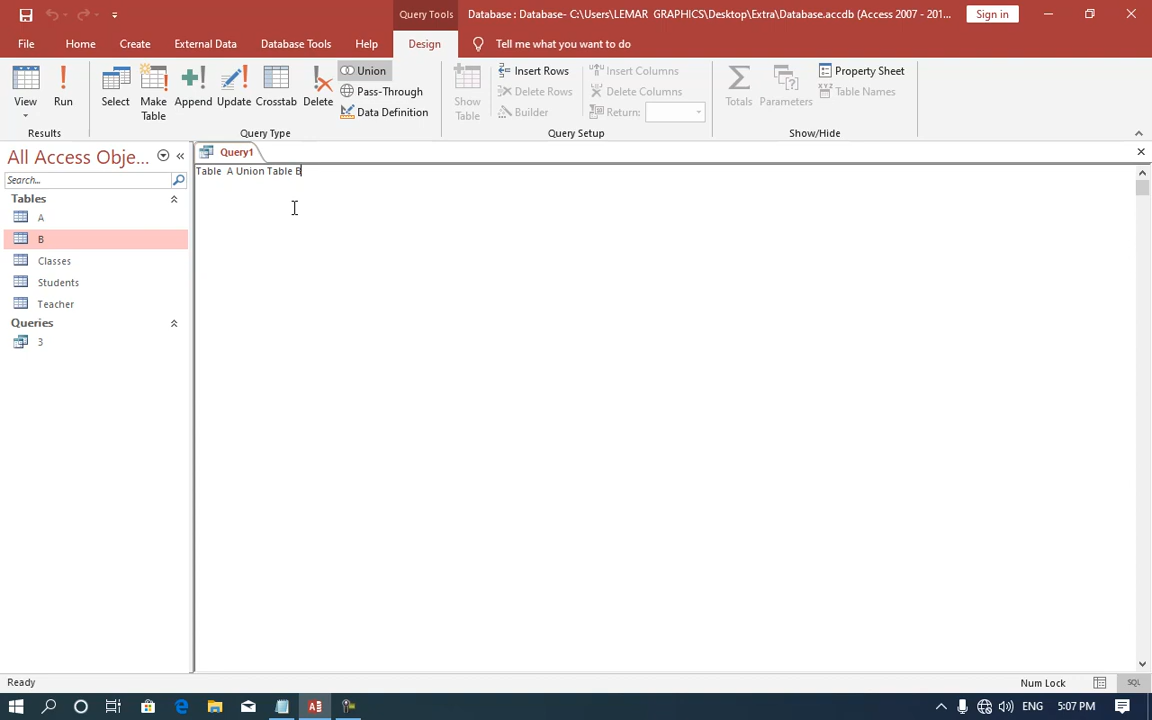 Query Tools
Database : Database- C:\Users\LEMAR GRAPHICS\Desktop\Extra\Database.accdb (Access 2007 - 201...
Sign in
File
Home
Create
External Data
Database Tools
Help
Design
Tell me what you want to do
View
Run
Select
Make Table
Append
Update
Crosstab
Delete
Union
Pass-Through
Data Definition
Show Table
Insert Rows
Delete Rows
Builder
Insert Columns
Delete Columns
Return:
Totals
Parameters
Property Sheet
XYZ
Table Names
Results
Query Type
Query Setup
Show/Hide
All Access Obje...
Search...
Tables
A
B
Classes
Students
Teacher
Queries
3
Query1
Table  A Union Table B
Ready
Num Lock
SQL
ENG
5:07 PM